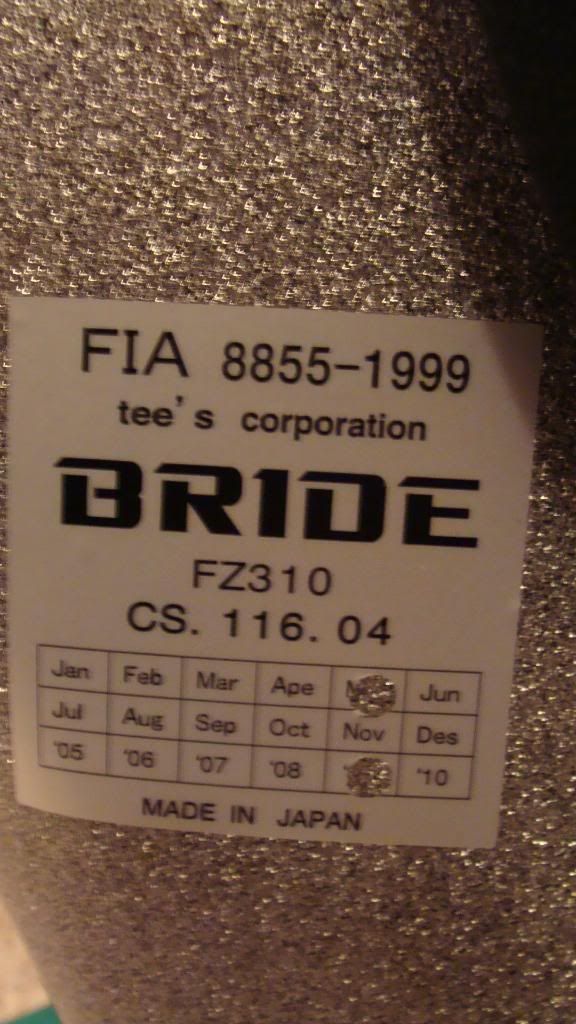 FIA 8855-1999
tee's corporation
BRIDE
FZ310
CS. 116. 04
Jan Feb Mar Ape Jun
Jul Aug Sep Oct Nov Des
'05 '06 '07 '08 '10
MADE IN JAPAN